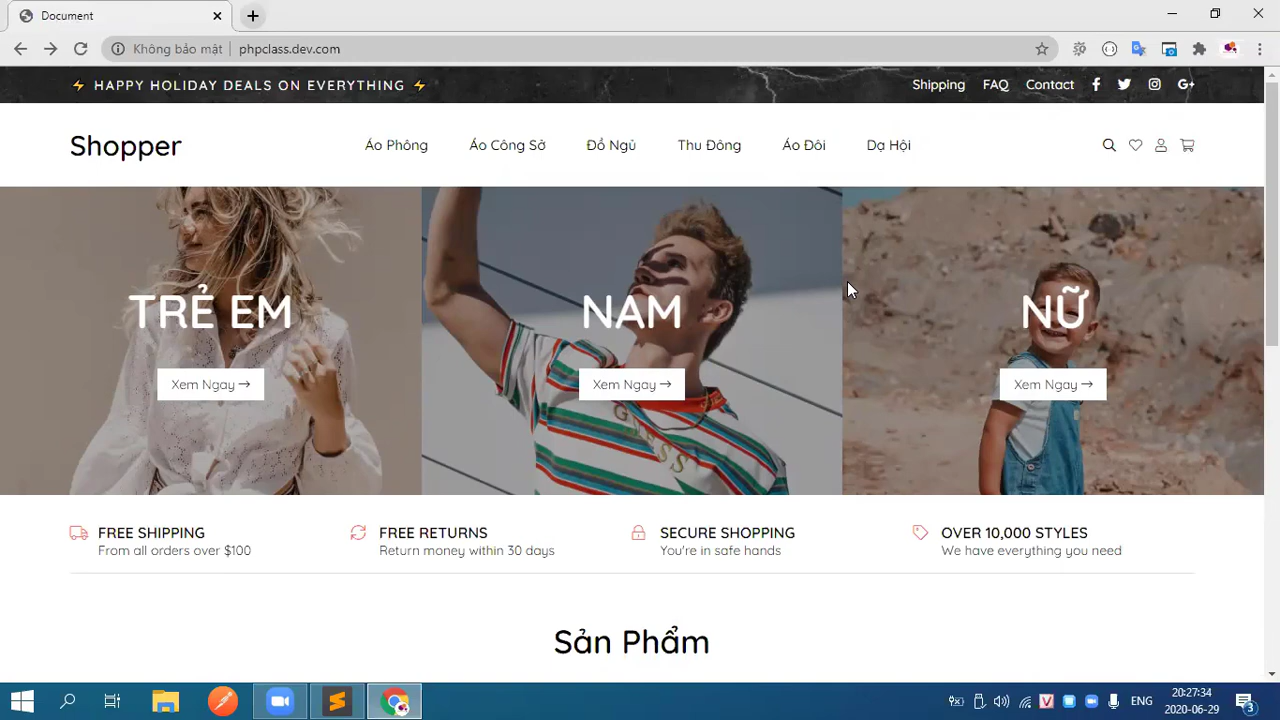 Document
Không bảo mật
phpclass.dev.com
⚡ HAPPY HOLIDAY DEALS ON EVERYTHING ⚡
Shipping FAQ Contact
Shopper
Áo Phông Áo Công Sở Đồ Ngủ Thu Đông Áo Đôi Dạ Hội
TRẺ EM NAM NỮ
Xem Ngay → Xem Ngay → Xem Ngay →
GUESS
FREE SHIPPING
From all orders over $100
FREE RETURNS
Return money within 30 days
SECURE SHOPPING
You're in safe hands
OVER 10,000 STYLES
We have everything you need
Sản Phẩm
ENG
20:27:34
2020-06-29
3